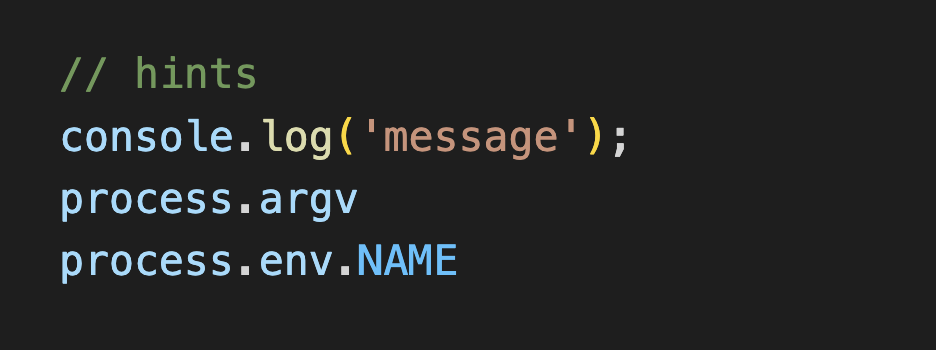 // hints
console.log('message');
process.argv
process.env.NAME